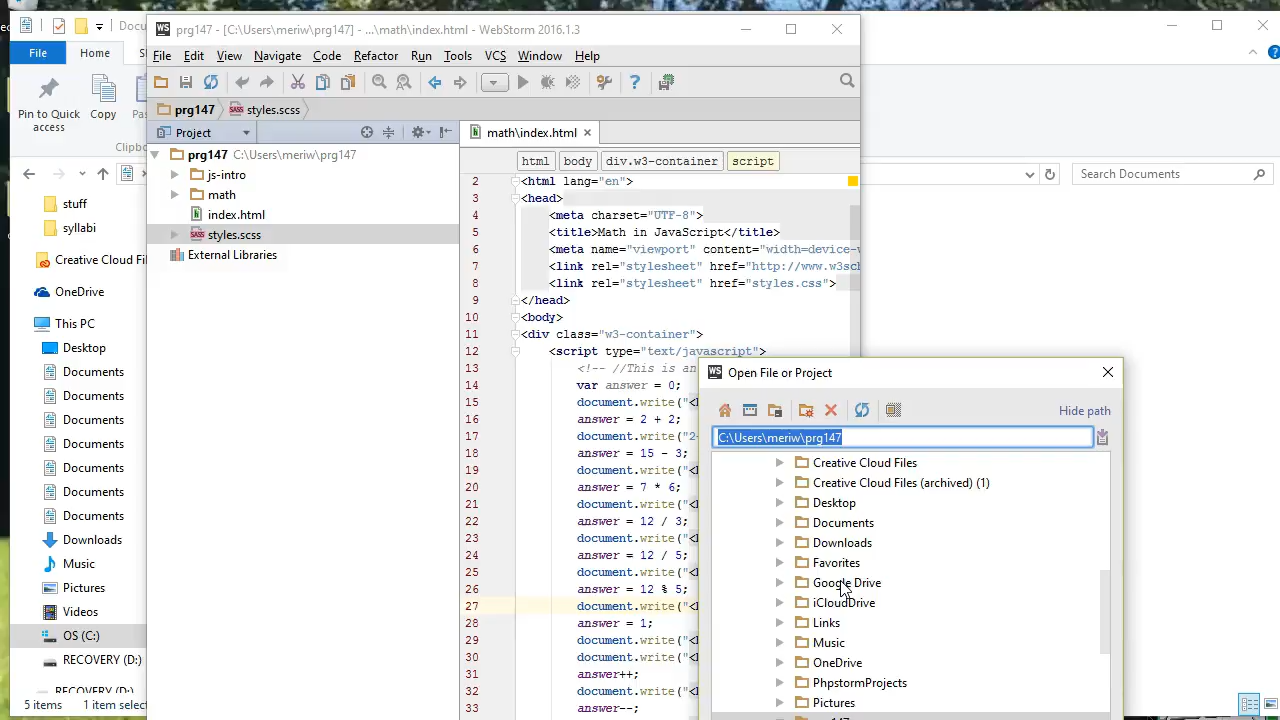 Docu
prg147 - [C:\Users\meriw\prg147] - ...\math\index.html - WebStorm 2016.1.3
File Home
File Edit View Navigate Code Refactor Run Tools VCS Window Help
Pin to Quick access
Copy
Pas
Clipb
prg147 styles.scss
Project
math\index.html
prg147 C:\Users\meriw\prg147
js-intro
math
index.html
styles.scss
External Libraries
Search Documents
stuff
syllabi
Creative Cloud Fil
OneDrive
This PC
Desktop
Documents
Documents
Documents
Documents
Documents
Documents
Documents
Downloads
Music
Pictures
Videos
OS (C:)
RECOVERY (D:)
RECOVERY (D:)
5 items 1 item selec
html body div.w3-container script
2 <html lang="en">
3 <head>
4 <meta charset="UTF-8">
5 <title>Math in JavaScript</title>
6 <meta name="viewport" content="width=device-w
7 <link rel="stylesheet" href="http://www.w3sch
8 <link rel="stylesheet" href="styles.css">
9 </head>
10 <body>
11 <div class="w3-container">
12 <script type="text/javascript">
13 <!-- //This is an
14 var answer = 0;
15 document.write("<
16 answer = 2 + 2;
17 document.write("2
18 answer = 15 - 3;
19 document.write("<
20 answer = 7 * 6;
21 document.write("<
22 answer = 12 / 3;
23 document.write("<
24 answer = 12 / 5;
25 document.write("<
26 answer = 12 % 5;
27 document.write("<
28 answer = 1;
29 document.write("<
30 document.write("<
31 answer++;
32 document.write("<
33 answer--;
Open File or Project
Hide path
C:\Users\meriw\prg147
Creative Cloud Files
Creative Cloud Files (archived) (1)
Desktop
Documents
Downloads
Favorites
Google Drive
iCloudDrive
Links
Music
OneDrive
PhpstormProjects
Pictures